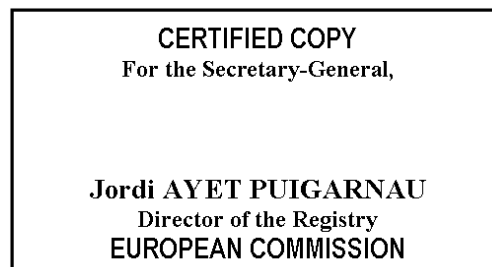 CERTIFIED COPY
For the Secretary-General,
Jordi AYET PUIGARNAU
Director of the Registry
EUROPEAN COMMISSION